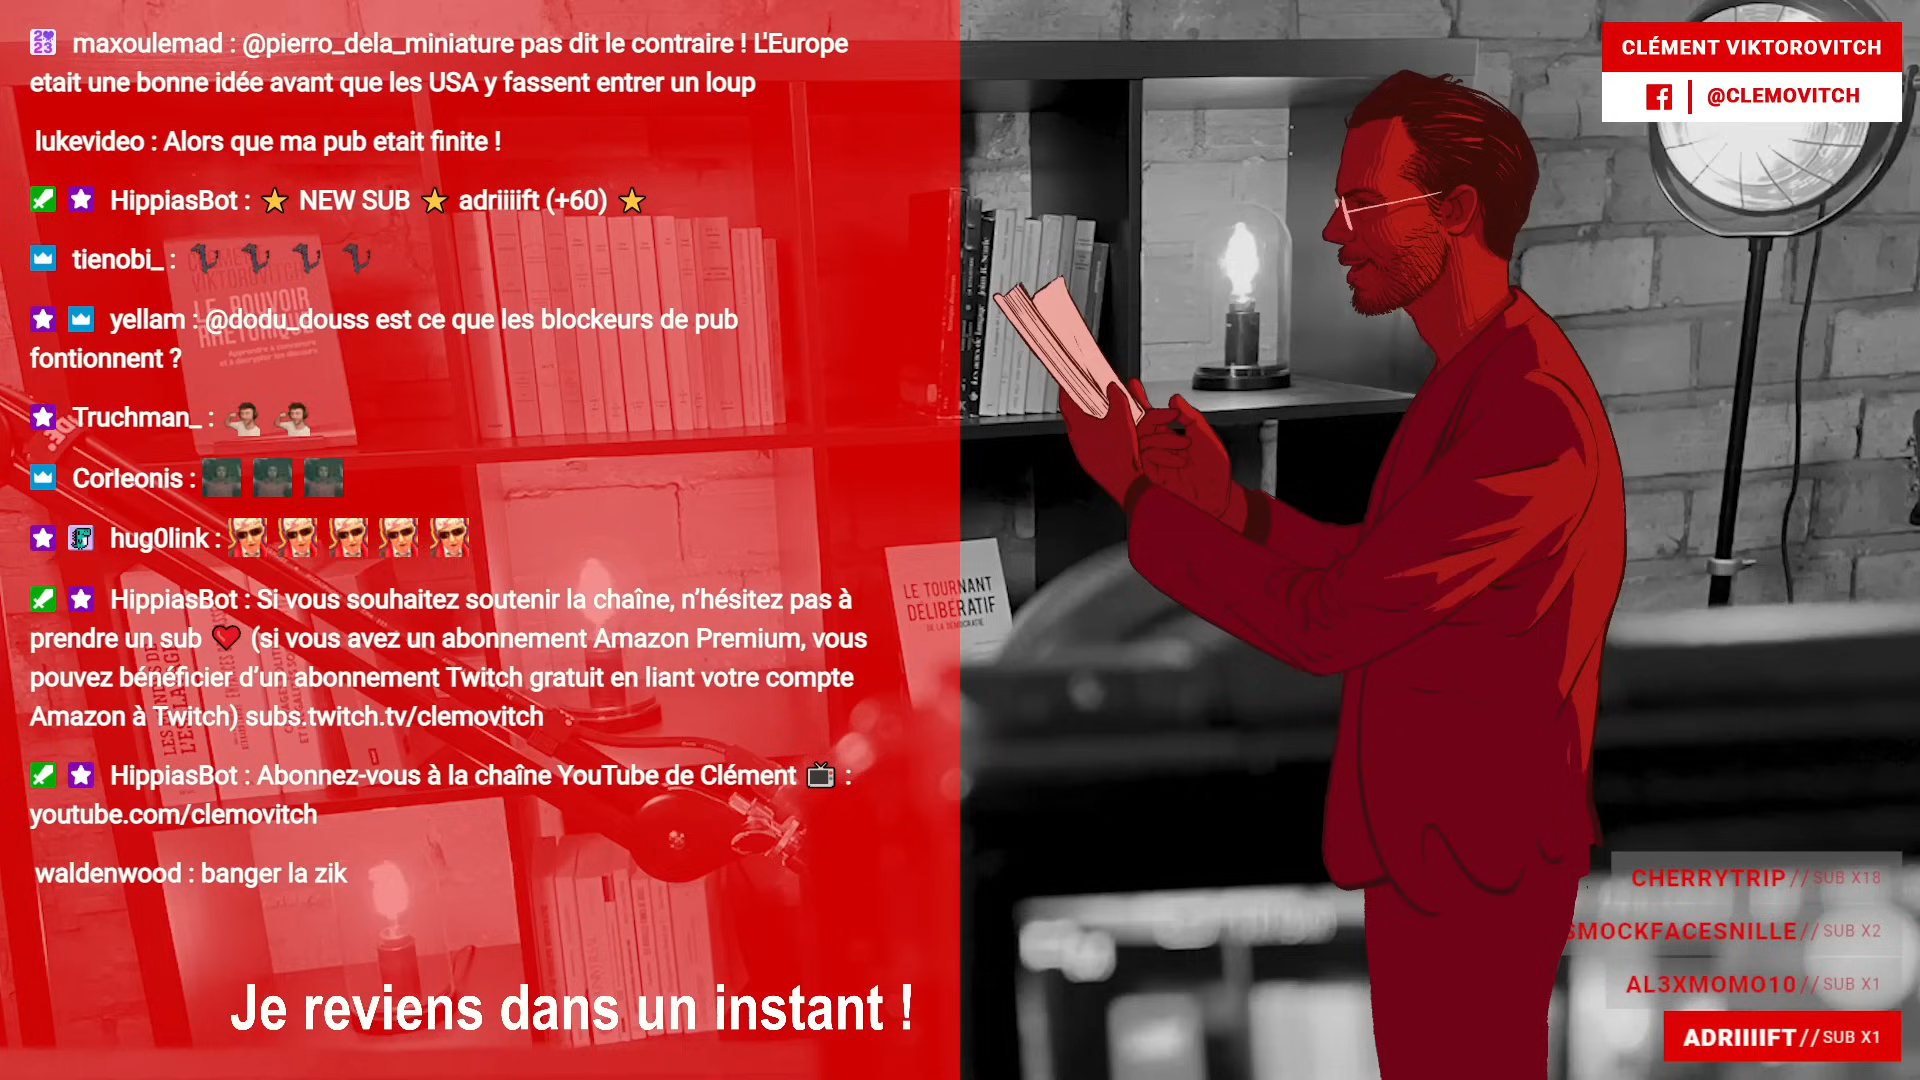 maxoulemad : @pierro_dela_miniature pas dit le contraire ! L'Europe
etait une bonne idée avant que les USA y fassent entrer un loup
lukevideo : Alors que ma pub etait finite !
HippiasBot : NEW SUB adriiiift (+60)
tienobi_ :
yellam : @dodu_douss est ce que les blockeurs de pub
fontionnent ?
Truchman_ :
Corleonis :
hug0link :
HippiasBot : Si vous souhaitez soutenir la chaîne, n’hésitez pas à
prendre un sub ❤️ (si vous avez un abonnement Amazon Premium, vous
pouvez bénéficier d’un abonnement Twitch gratuit en liant votre compte
Amazon à Twitch) subs.twitch.tv/clemovitch
HippiasBot : Abonnez-vous à la chaîne YouTube de Clément 📺 :
youtube.com/clemovitch
waldenwood : banger la zik
Je reviens dans un instant !
CLÉMENT VIKTOROVITCH
@CLEMOVITCH
LE POUVOIR
RHÉTORIQUE
LE TOURNANT
DÉLIBÉRATIF
DE LA DÉMOCRATIE
CHERRYTRIP // SUB X18
SMOCKFACESNILLE // SUB X2
AL3XMOMO10 // SUB X1
ADRIIIIFT // SUB X1